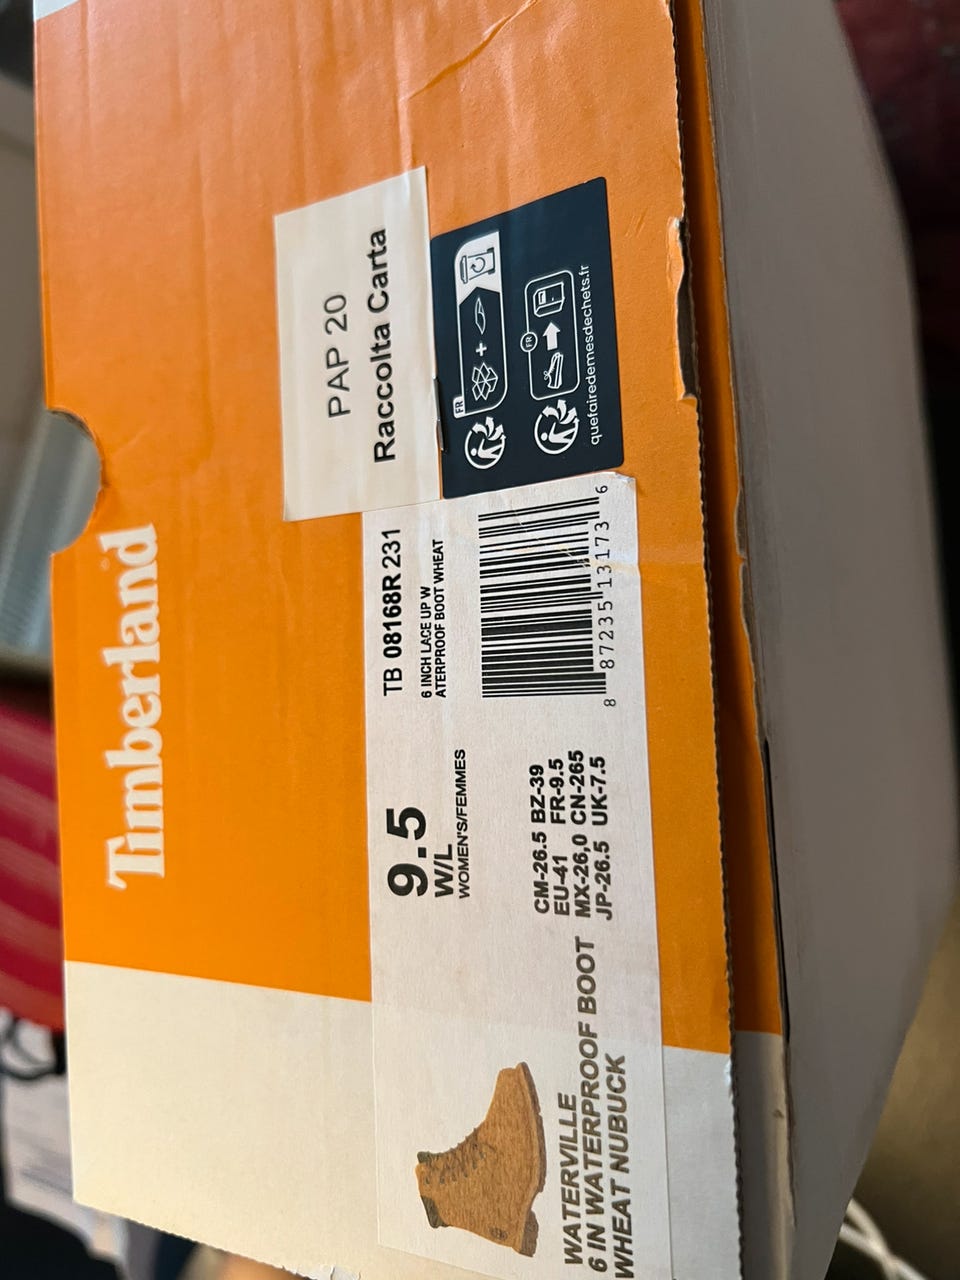 Timberland
WATERVILLE
6 IN WATERPROOF BOOT
WHEAT NUBUCK
9.5
W/L
WOMEN'S/FEMMES
CM-26.5 BZ-39
EU-41 FR-9.5
MX-26,0 CN-265
JP-26.5 UK-7.5
TB 08168R 231
6 INCH LACE UP W
ATERPROOF BOOT WHEAT
8 87235 13173 6
PAP 20
Raccolta Carta
FR
+
FR
quefairedemesdechets.fr